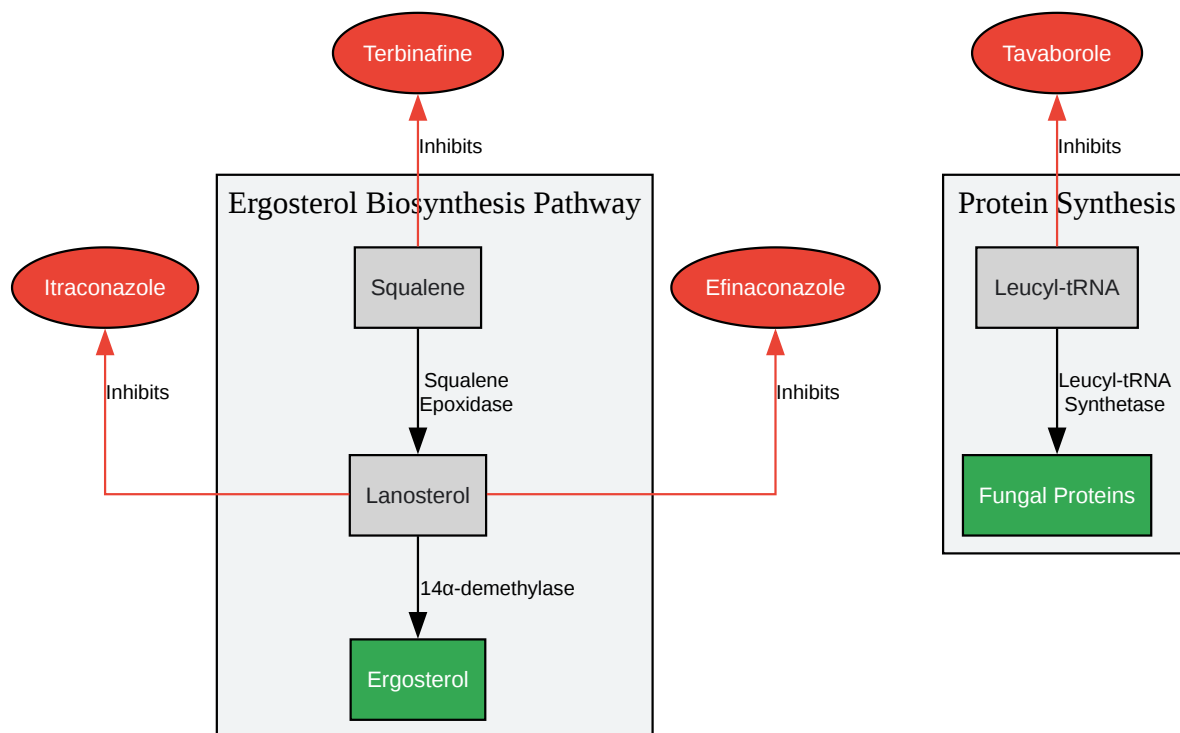 Terbinafine
Tavaborole
Inhibits
Inhibits
Ergosterol Biosynthesis Pathway
Protein Synthesis
Itraconazole
Squalene
Efinaconazole
Leucyl-tRNA
Inhibits
Squalene
Epoxidase
Inhibits
Leucyl-tRNA
Synthetase
Lanosterol
Fungal Proteins
14α-demethylase
Ergosterol